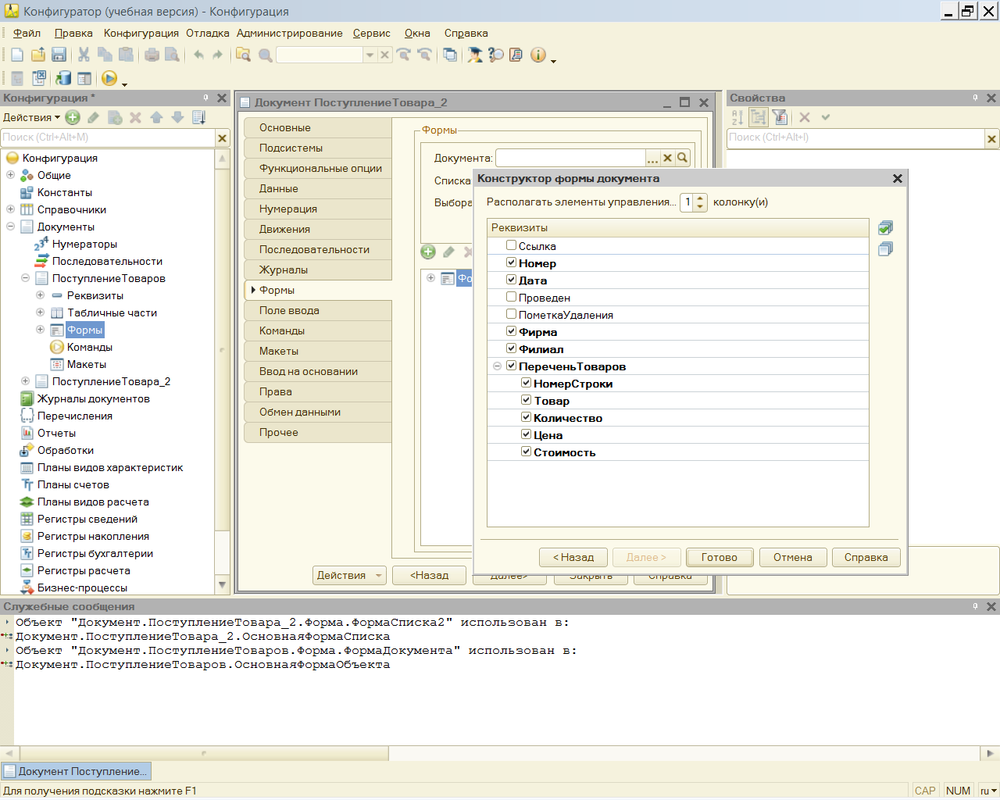 Конфигуратор (учебная версия) - Конфигурация
Файл Правка Конфигурация Отладка Администрирование Сервис Окна Справка
Конфигурация *
Действия
Поиск (Ctrl+Alt+M)
Конфигурация
Общие
Константы
Справочники
Документы
Нумераторы
Последовательности
ПоступлениеТоваров
Реквизиты
Табличные части
Формы
Команды
Макеты
ПоступлениеТовара_2
Журналы документов
Перечисления
Отчеты
Обработки
Планы видов характеристик
Планы счетов
Планы видов расчета
Регистры сведений
Регистры накопления
Регистры бухгалтерии
Регистры расчета
Бизнес-процессы
Документ ПоступлениеТовара_2
Основные
Подсистемы
Функциональные опции
Данные
Нумерация
Движения
Последовательности
Журналы
Формы
Поле ввода
Команды
Макеты
Ввод на основании
Права
Обмен данными
Прочее
Формы
Документа:
Списка
Выбора
Фо
Действия <Назад Далее> Закрыть Справка
Конструктор формы документа
Располагать элементы управления... 1 колонку(и)
Реквизиты
Ссылка
Номер
Дата
Проведен
ПометкаУдаления
Фирма
Филиал
ПереченьТоваров
НомерСтроки
Товар
Количество
Цена
Стоимость
< Назад Далее > Готово Отмена Справка
Свойства
Поиск (Ctrl+Alt+I)
Служебные сообщения
Объект "Документ.ПоступлениеТовара_2.Форма.ФормаСписка2" использован в:
Документ.ПоступлениеТовара_2.ОсновнаяФормаСписка
Объект "Документ.ПоступлениеТоваров.Форма.ФормаДокумента" использован в:
Документ.ПоступлениеТоваров.ОсновнаяФормаОбъекта
Документ Поступление...
Для получения подсказки нажмите F1 CAP NUM ru